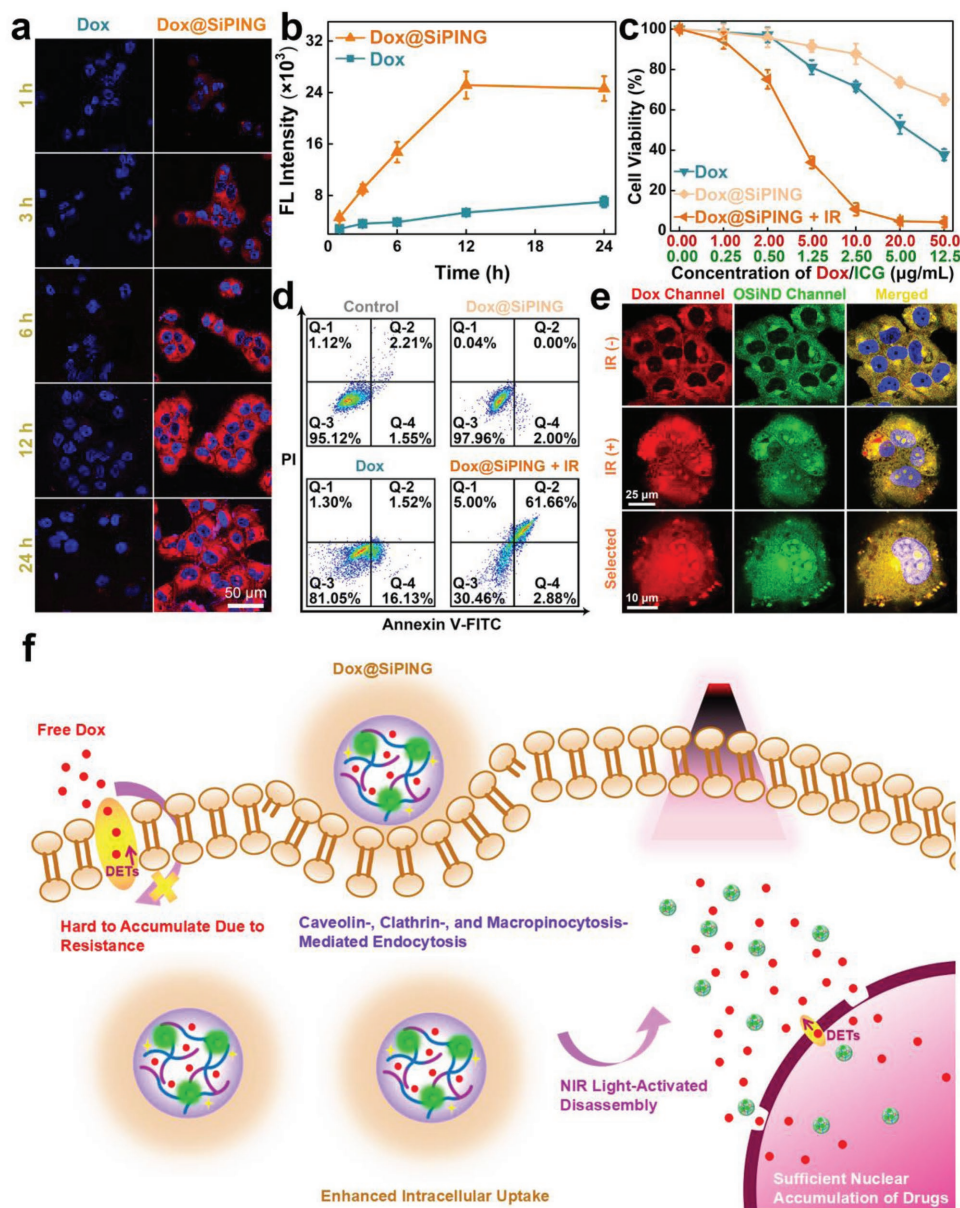 a
Dox
Dox@SiPING
1 h
3 h
6 h
12 h
24 h
50 µm
b
FL Intensity (×10³)
32
24
16
8
Dox@SiPING
Dox
0
6
12
18
24
Time (h)
c
Cell Viability (%)
100
80
60
40
20
0
Dox
Dox@SiPING
Dox@SiPING + IR
0.00 1.00 2.00 5.00 10.0 20.0 50.0
0.00 0.25 0.50 1.25 2.50 5.00 12.5
Concentration of Dox/ICG (µg/mL)
d
PI
Control
Q-1
1.12%
Q-2
2.21%
Q-3
95.12%
Q-4
1.55%
Dox@SiPING
Q-1
0.04%
Q-2
0.00%
Q-3
97.96%
Q-4
2.00%
Dox
Q-1
1.30%
Q-2
1.52%
Q-3
81.05%
Q-4
16.13%
Dox@SiPING + IR
Q-1
5.00%
Q-2
61.66%
Q-3
30.46%
Q-4
2.88%
Annexin V-FITC
e
Dox Channel
OSiND Channel
Merged
IR (-)
IR (+)
25 µm
Selected
10 µm
f
Dox@SiPING
Free Dox
DETs
Hard to Accumulate Due to
Resistance
Caveolin-, Clathrin-, and Macropinocytosis-
Mediated Endocytosis
DETs
NIR Light-Activated
Disassembly
Enhanced Intracellular Uptake
Sufficient Nuclear
Accumulation of Drugs